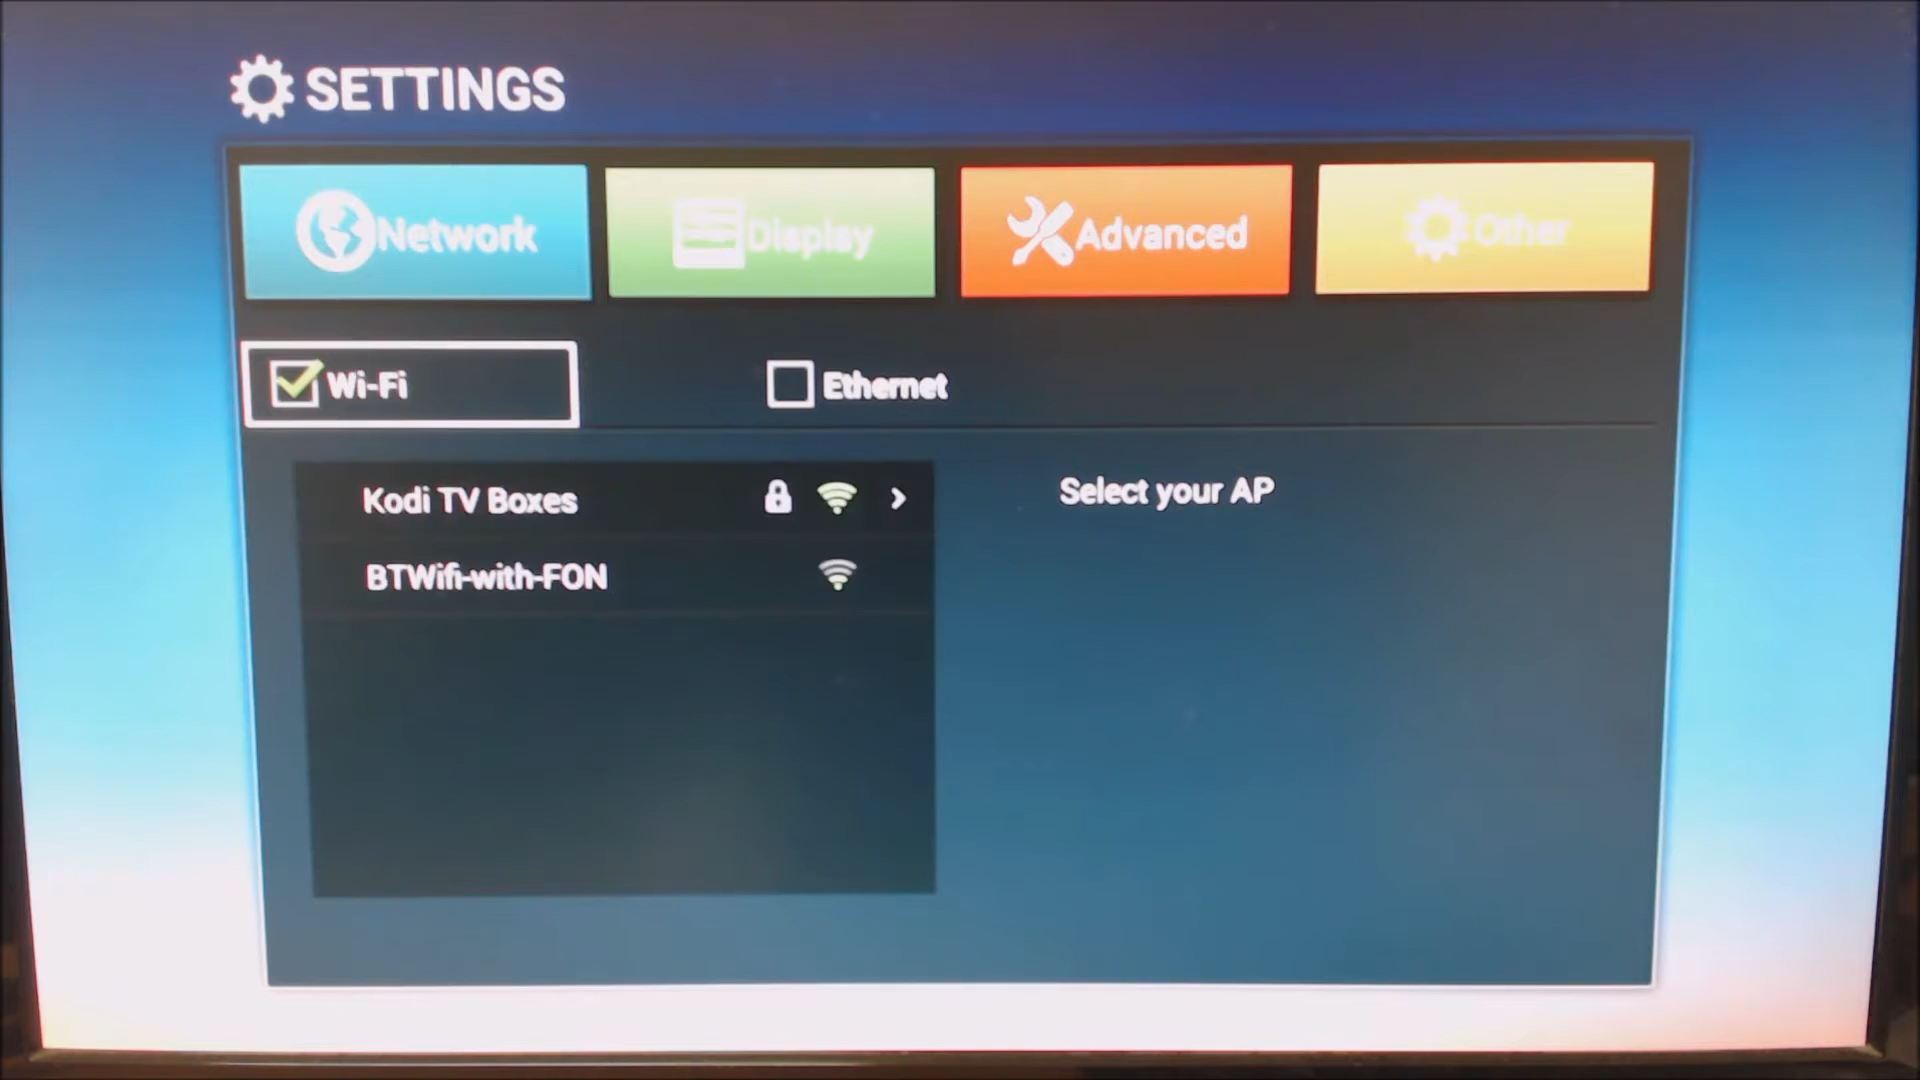 SETTINGS
Network Display Advanced Other
Wi-Fi Ethernet
Kodi TV Boxes
Select your AP
BTWifi-with-FON